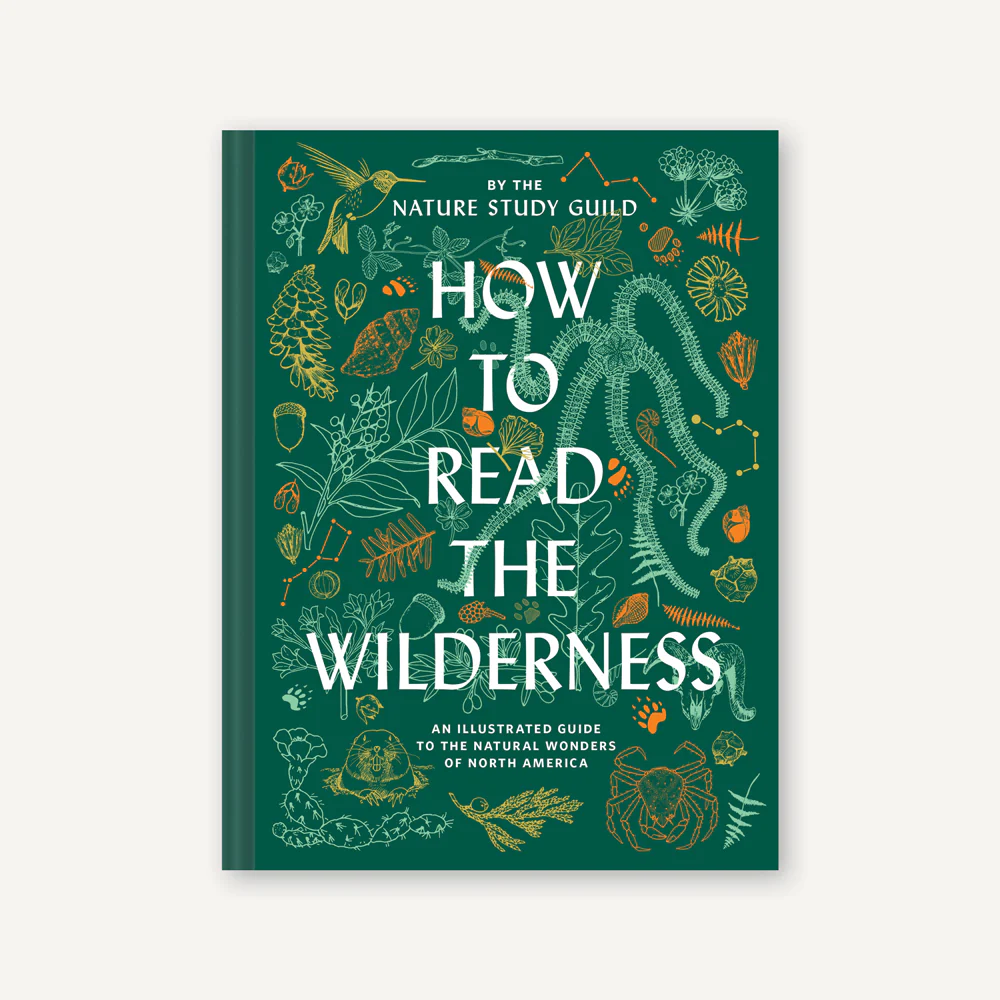 BY THE
NATURE STUDY GUILD
HOW
TO
READ
THE
WILDERNESS
AN ILLUSTRATED GUIDE
TO THE NATURAL WONDERS
OF NORTH AMERICA